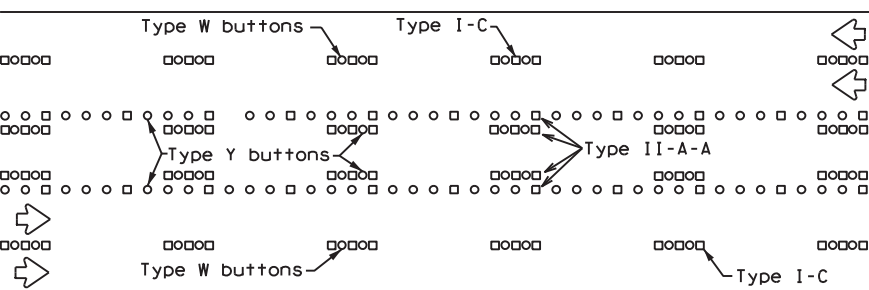 Type W buttons
Type I-C
Type Y buttons
Type II-A-A
Type W buttons
Type I-C